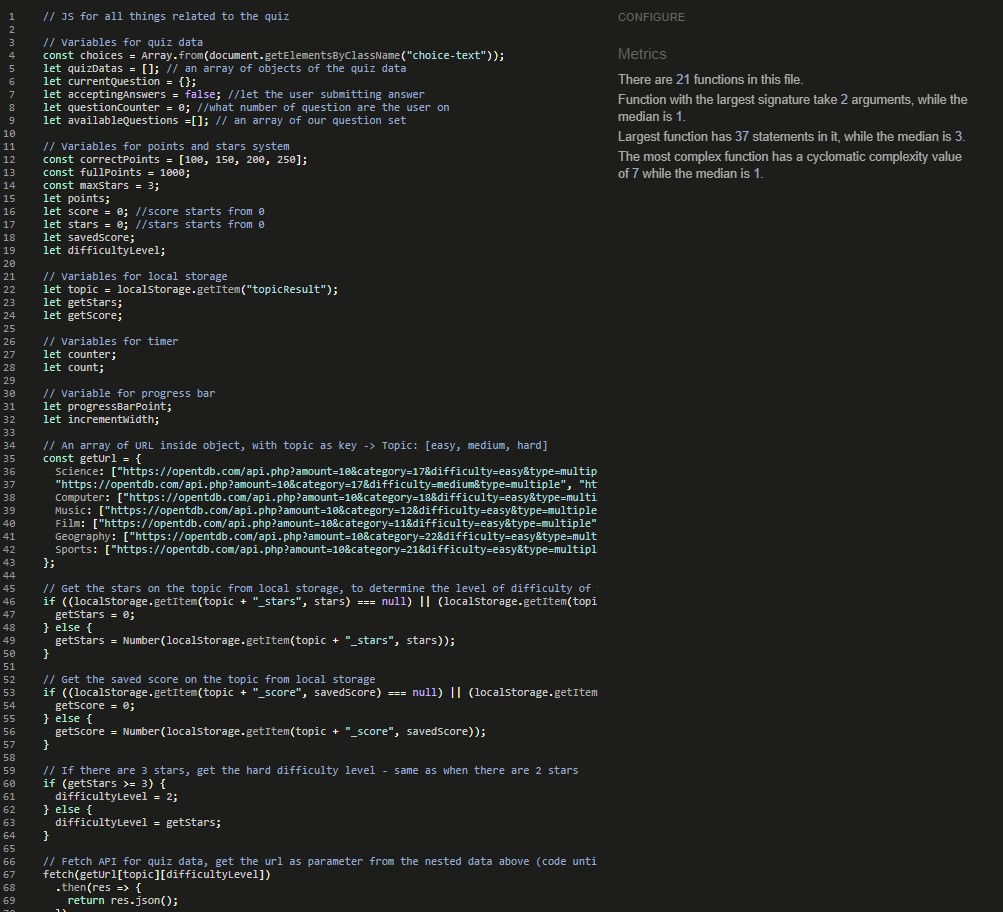 1 // JS for all things related to the quiz
2
3 // Variables for quiz data
4 const choices = Array.from(document.getElementsByClassName("choice-text"));
5 let quizDatas = []; // an array of objects of the quiz data
6 let currentQuestion = {};
7 let acceptingAnswers = false; //let the user submitting answer
8 let questionCounter = 0; //what number of question are the user on
9 let availableQuestions =[]; // an array of our question set
10
11 // Variables for points and stars system
12 const correctPoints = [100, 150, 200, 250];
13 const fullPoints = 1000;
14 const maxStars = 3;
15 let points;
16 let score = 0; //score starts from 0
17 let stars = 0; //stars starts from 0
18 let savedScore;
19 let difficultyLevel;
20
21 // Variables for local storage
22 let topic = localStorage.getItem("topicResult");
23 let getStars;
24 let getScore;
25
26 // Variables for timer
27 let counter;
28 let count;
29
30 // Variable for progress bar
31 let progressBarPoint;
32 let incrementWidth;
33
34 // An array of URL inside object, with topic as key -> Topic: [easy, medium, hard]
35 const getUrl = {
36 Science: ["https://opentdb.com/api.php?amount=10&category=17&difficulty=easy&type=multip
37 "https://opentdb.com/api.php?amount=10&category=17&difficulty=medium&type=multiple", "ht
38 Computer: ["https://opentdb.com/api.php?amount=10&category=18&difficulty=easy&type=multi
39 Music: ["https://opentdb.com/api.php?amount=10&category=12&difficulty=easy&type=multiple
40 Film: ["https://opentdb.com/api.php?amount=10&category=11&difficulty=easy&type=multiple"
41 Geography: ["https://opentdb.com/api.php?amount=10&category=22&difficulty=easy&type=mult
42 Sports: ["https://opentdb.com/api.php?amount=10&category=21&difficulty=easy&type=multipl
43 };
44
45 // Get the stars on the topic from local storage, to determine the level of difficulty of
46 if ((localStorage.getItem(topic + "_stars", stars) === null) || (localStorage.getItem(topi
47 getStars = 0;
48 } else {
49 getStars = Number(localStorage.getItem(topic + "_stars", stars));
50 }
51
52 // Get the saved score on the topic from local storage
53 if ((localStorage.getItem(topic + "_score", savedScore) === null) || (localStorage.getItem
54 getScore = 0;
55 } else {
56 getScore = Number(localStorage.getItem(topic + "_score", savedScore));
57 }
58
59 // If there are 3 stars, get the hard difficulty level - same as when there are 2 stars
60 if (getStars >= 3) {
61 difficultyLevel = 2;
62 } else {
63 difficultyLevel = getStars;
64 }
65
66 // Fetch API for quiz data, get the url as parameter from the nested data above (code unti
67 fetch(getUrl[topic][difficultyLevel])
68 .then(res => {
69 return res.json();
CONFIGURE
Metrics
There are 21 functions in this file.
Function with the largest signature take 2 arguments, while the
median is 1.
Largest function has 37 statements in it, while the median is 3.
The most complex function has a cyclomatic complexity value
of 7 while the median is 1.